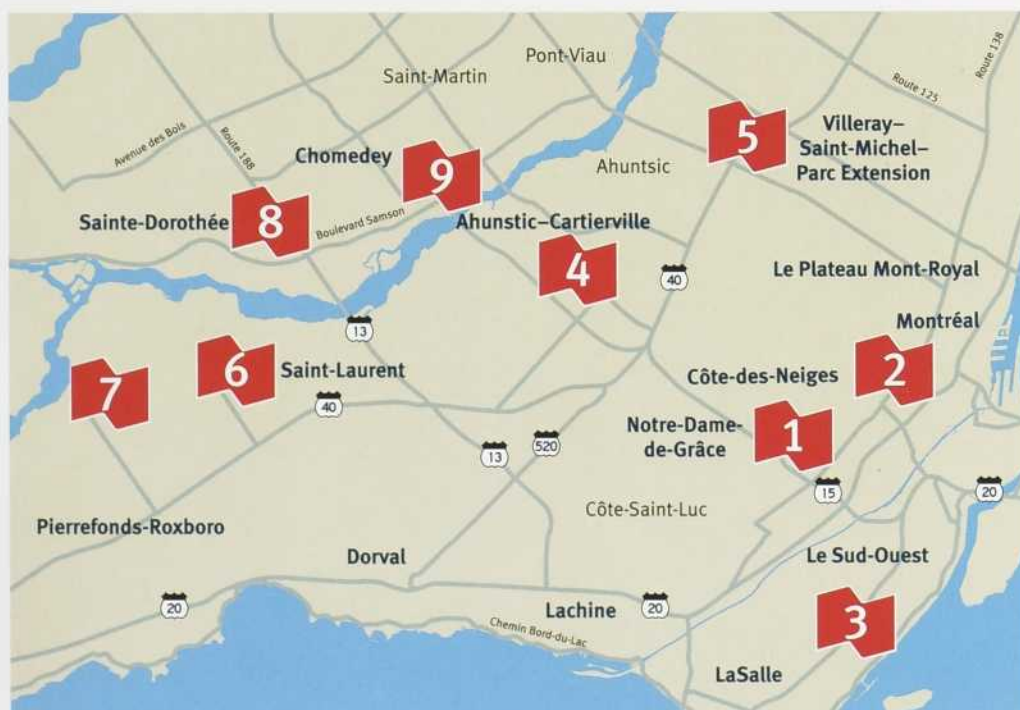 Route 138
Pont-Viau
Saint-Martin
Route 125
Avenue des Bois
Route 188
5
Villeray–
Saint-Michel–
Parc Extension
Chomedey
9
Ahuntsic
Sainte-Dorothée
8
Boulevard Samson
Ahunstic–Cartierville
4
40
Le Plateau Mont-Royal
13
Montréal
7
6
Saint-Laurent
Côte-des-Neiges
2
40
Notre-Dame-
de-Grâce
1
13
520
15
20
Côte-Saint-Luc
Pierrefonds-Roxboro
Dorval
Le Sud-Ouest
20
Lachine
20
3
Chemin Bord-du-Lac
LaSalle